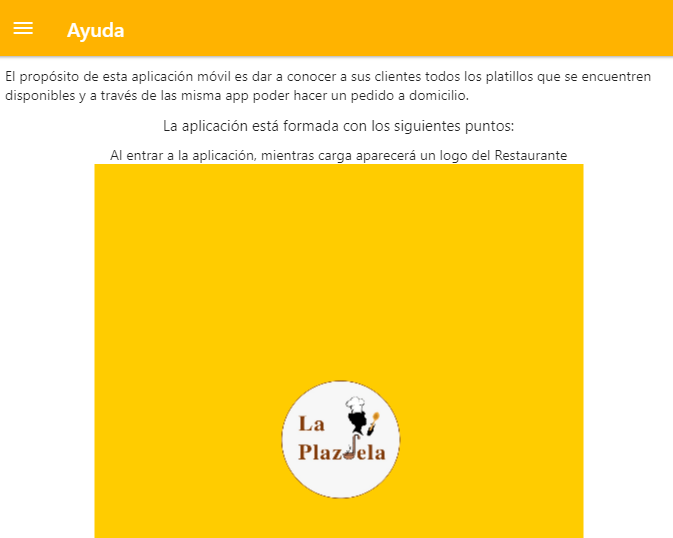 Ayuda
El propósito de esta aplicación móvil es dar a conocer a sus clientes todos los platillos que se encuentren
disponibles y a través de las misma app poder hacer un pedido a domicilio.
La aplicación está formada con los siguientes puntos:
Al entrar a la aplicación, mientras carga aparecerá un logo del Restaurante
La
Plazuela